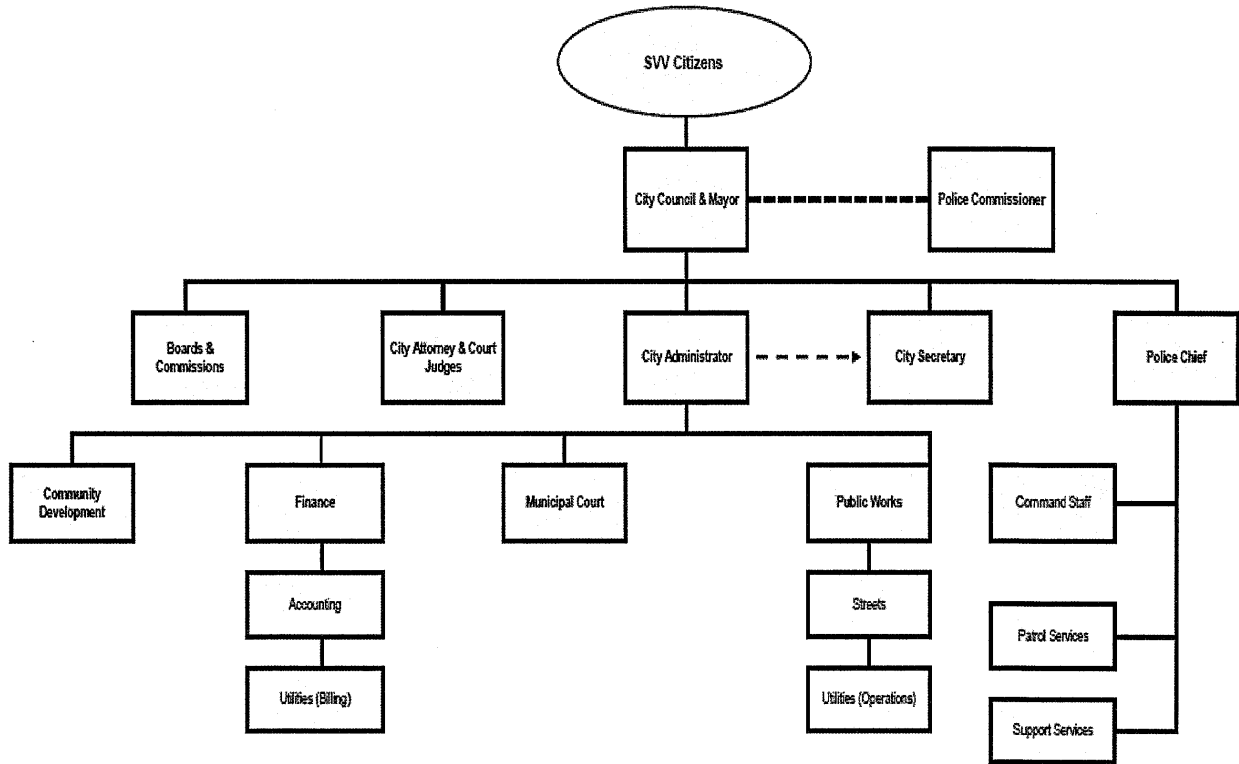 SVV Citizens
City Council & Mayor
Police Commissioner
Boards &
Commissions
City Attorney & Court
Judges
City Administrator
City Secretary
Police Chief
Community
Development
Finance
Municipal Court
Public Works
Command Staff
Accounting
Streets
Patrol Services
Utilities (Billing)
Utilities (Operations)
Support Services